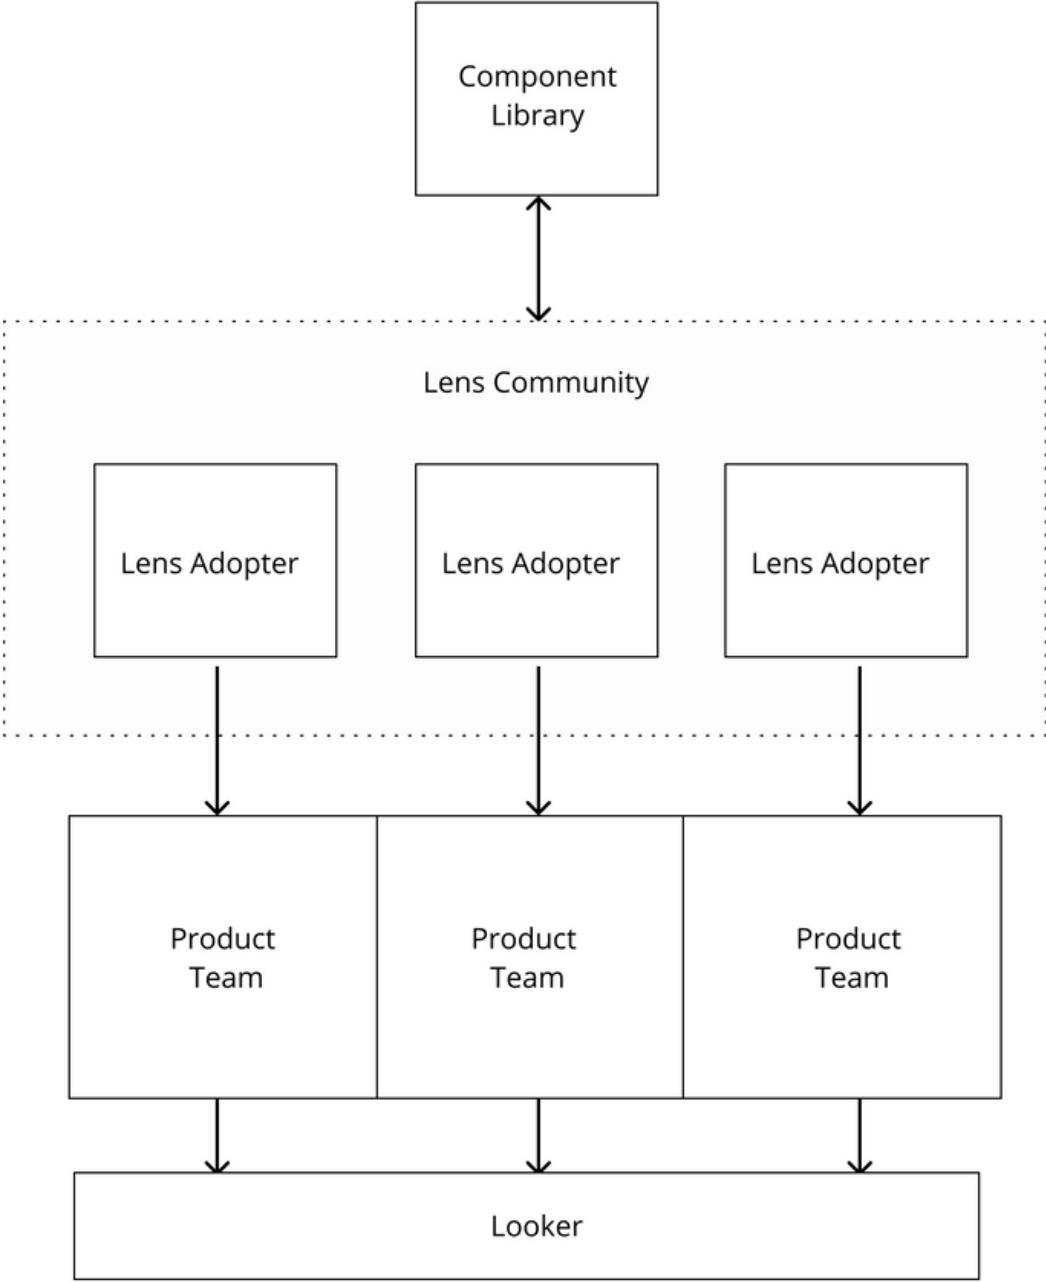 Component
Library
Lens Community
Lens Adopter
Lens Adopter
Lens Adopter
Product
Team
Product
Team
Product
Team
Looker